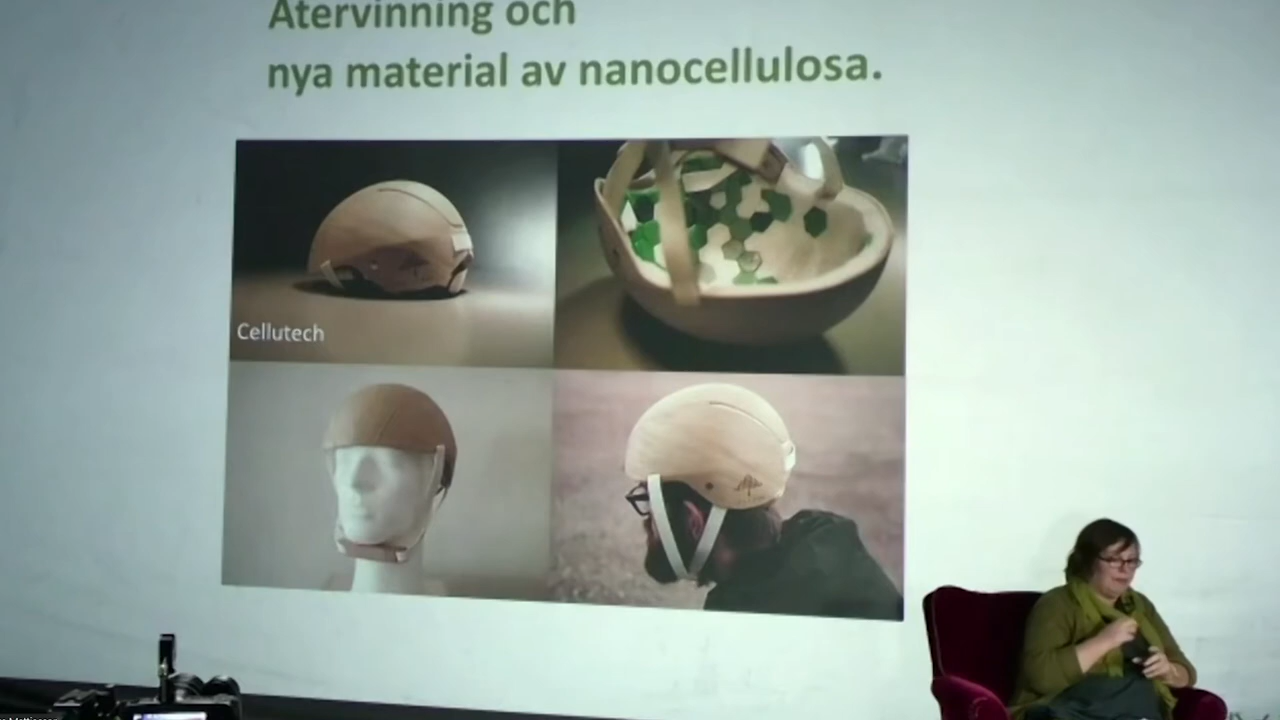 Återvinning och
nya material av nanocellulosa.
Cellutech